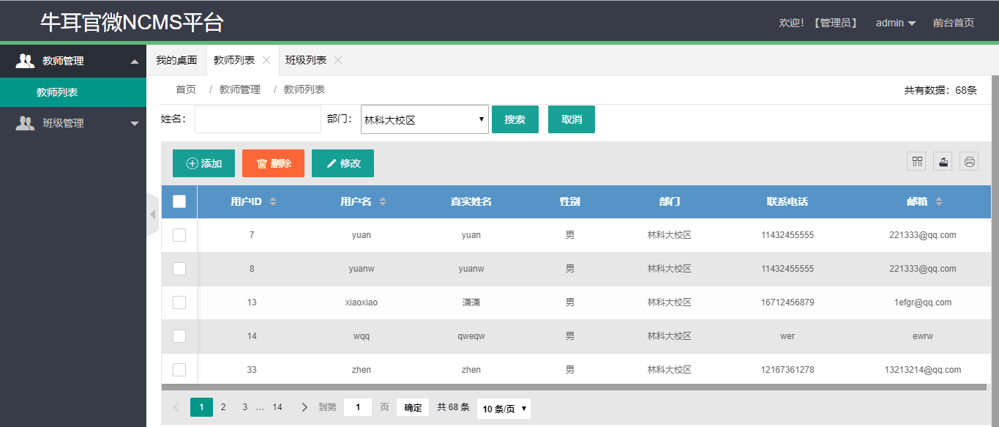 牛耳官微NCMS平台
欢迎！【管理员】 admin 前台首页
教师管理
教师列表
班级管理
我的桌面 教师列表 班级列表
首页 / 教师管理 / 教师列表
共有数据：68条
姓名： 部门： 林科大校区 搜索 取消
添加 删除 修改
用户ID 用户名 真实姓名 性别 部门 联系电话 邮箱
7 yuan yuan 男 林科大校区 11432455555 221333@qq.com
8 yuanw yuanw 男 林科大校区 11432455555 221333@qq.com
13 xiaoxiao 潇潇 男 林科大校区 16712456879 1efgr@qq.com
14 wqq qweqw 男 林科大校区 wer ewrw
33 zhen zhen 男 林科大校区 12167361278 13213214@qq.com
1 2 3 … 14 到第 1 页 确定 共 68 条 10 条/页